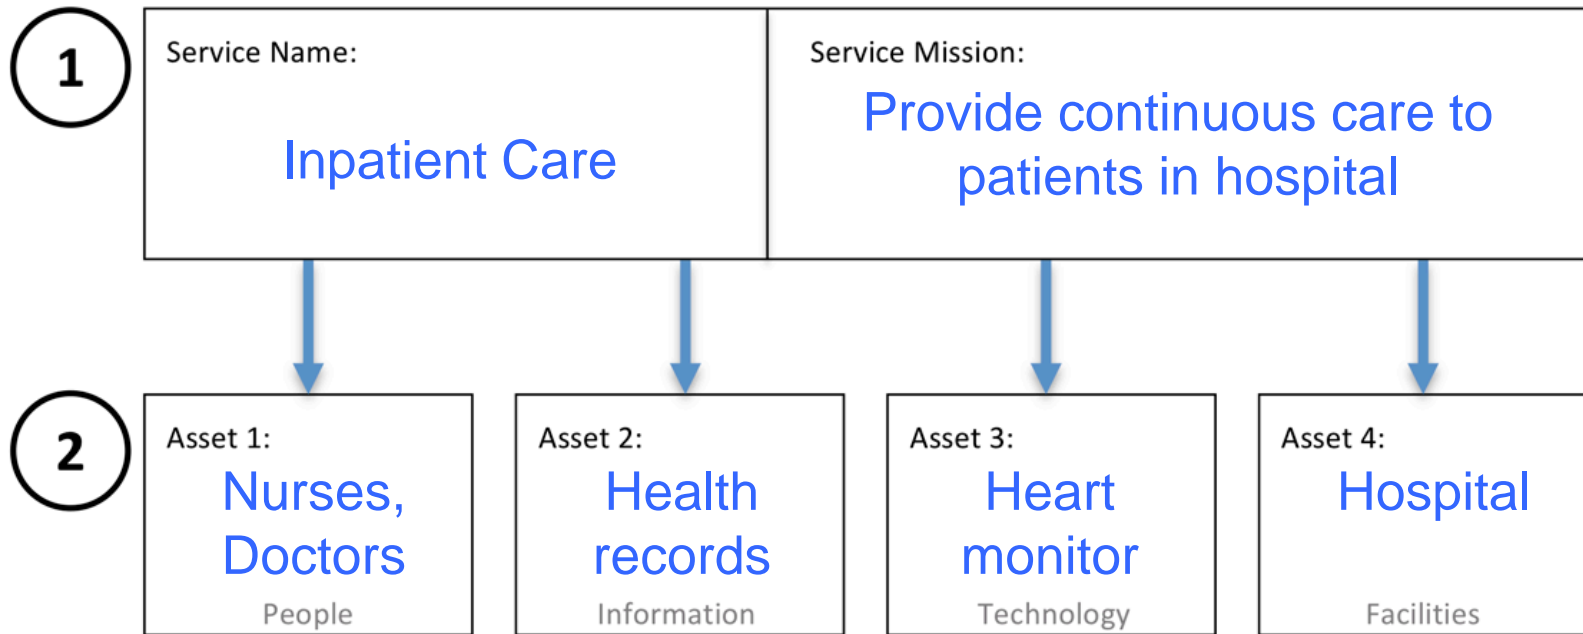 1
Service Name:
Inpatient Care
Service Mission:
Provide continuous care to
patients in hospital
2
Asset 1:
Nurses,
Doctors
People
Asset 2:
Health
records
Information
Asset 3:
Heart
monitor
Technology
Asset 4:
Hospital
Facilities